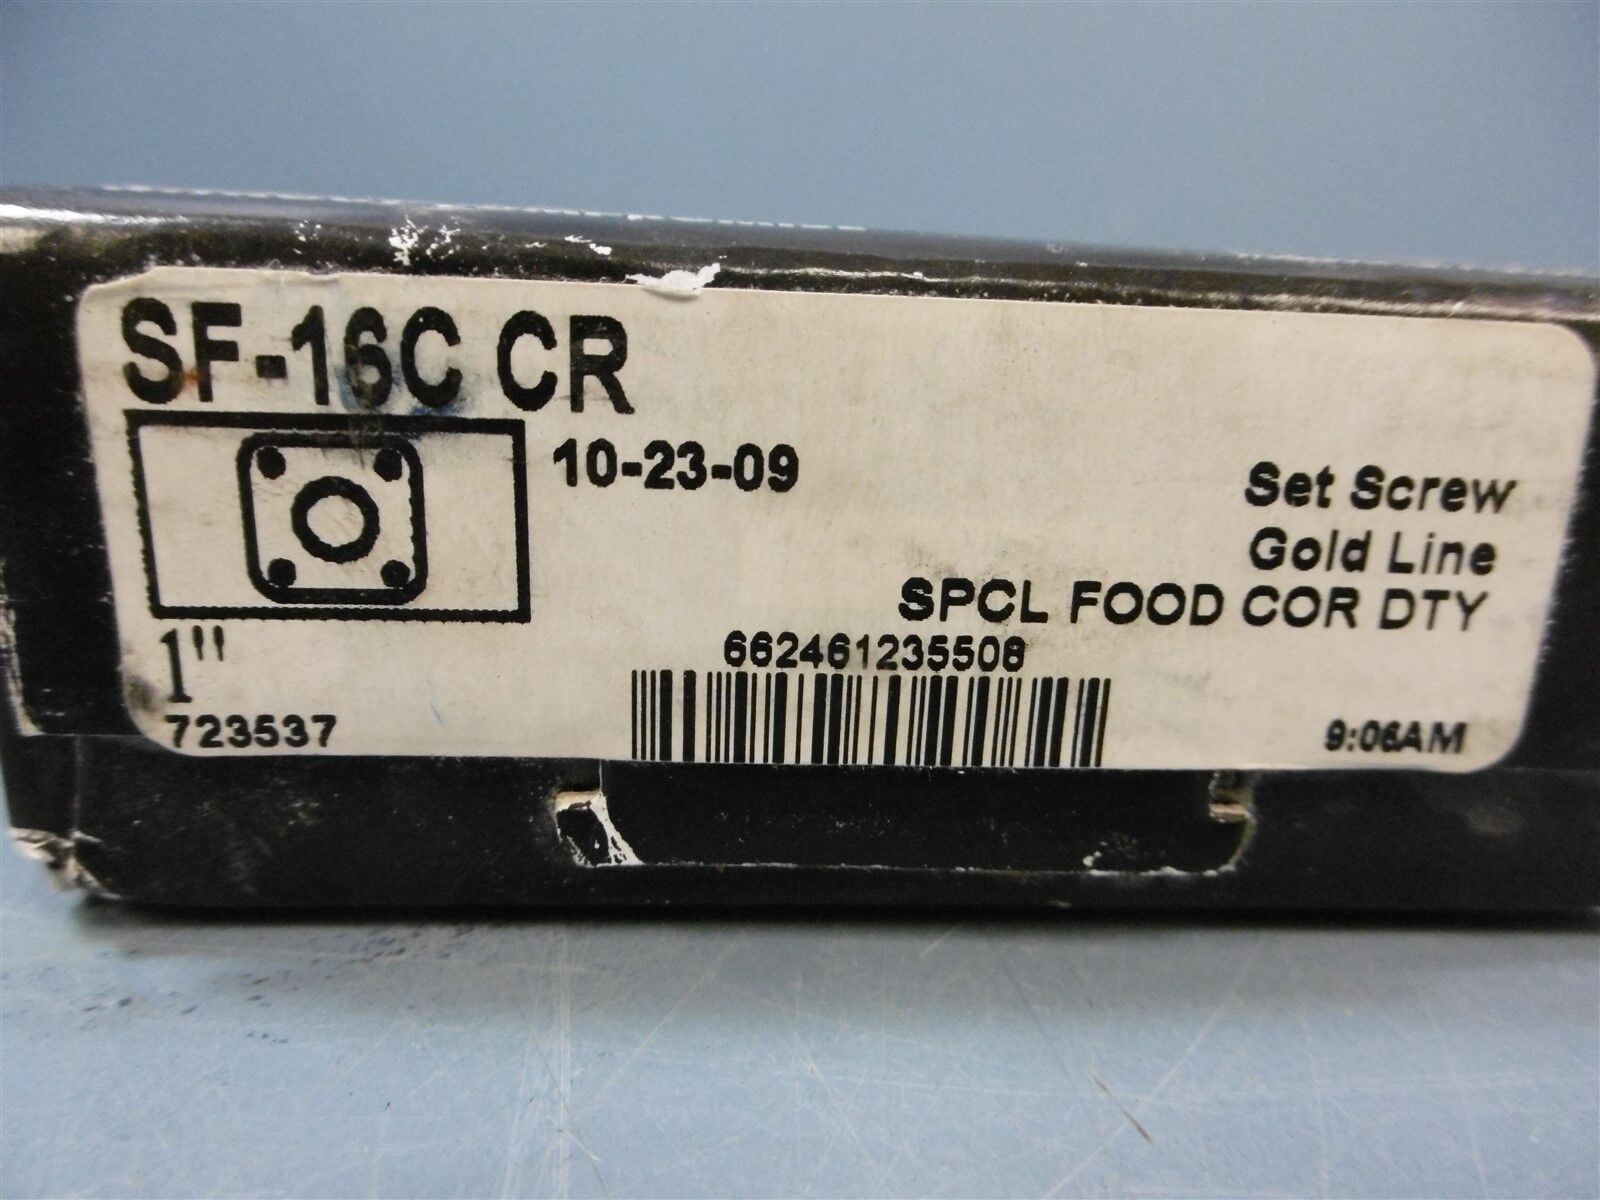 SF-16C CR
10-23-09
Set Screw
Gold Line
SPCL FOOD COR DTY
1"
662461235508
723537
9:06AM